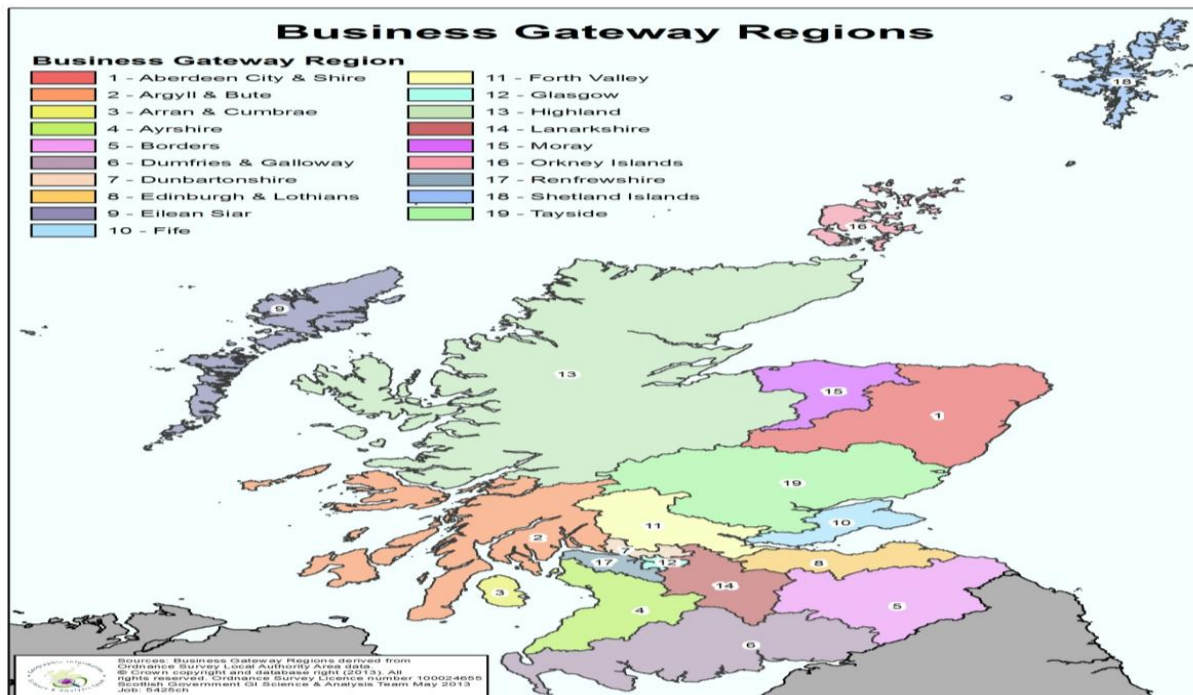 Business Gateway Regions
Business Gateway Region
1 - Aberdeen City & Shire
2 - Argyll & Bute
3 - Arran & Cumbrae
4 - Ayrshire
5 - Borders
6 - Dumfries & Galloway
7 - Dunbartonshire
8 - Edinburgh & Lothians
9 - Eilean Siar
10 - Fife
11 - Forth Valley
12 - Glasgow
13 - Highland
14 - Lanarkshire
15 - Moray
16 - Orkney Islands
17 - Renfrewshire
18 - Shetland Islands
19 - Tayside
18
16
9
13
15
1
19
10
11
2
7
17
12
8
14
3
4
5
6
Sources: Business Gateway Regions derived from
Ordnance Survey Local Authority Area data.
© Crown copyright and database right (2013). All
rights reserved. Ordnance Survey Licence number 100024655
Scottish Government GI Science & Analysis Team May 2013
Job: 5425ch